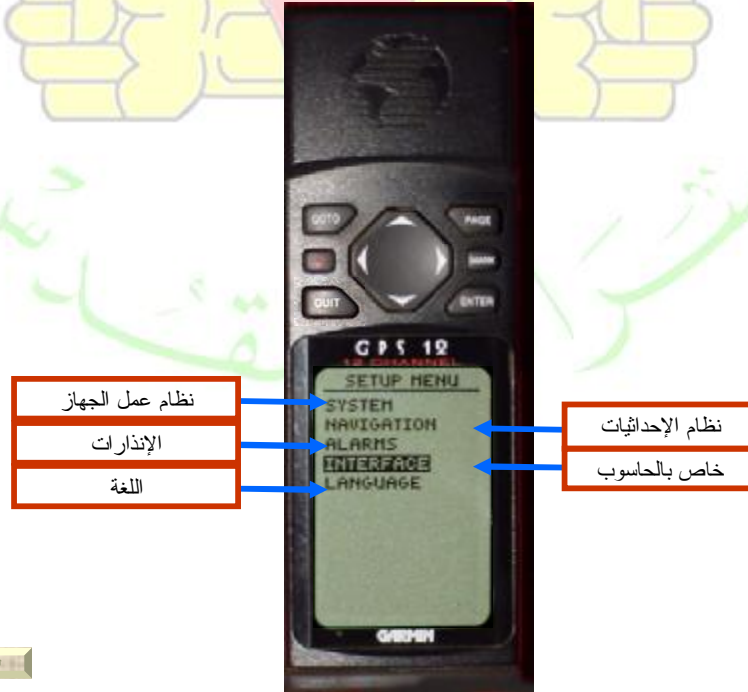 GOTO
PAGE
MARK
QUIT
ENTER
GPS 12
12 CHANNEL
SETUP MENU
نظام عمل الجهاز
SYSTEM
NAVIGATION
نظام الإحداثيات
الإنذارات
ALARMS
INTERFACE
خاص بالحاسوب
اللغة
LANGUAGE
GARMIN